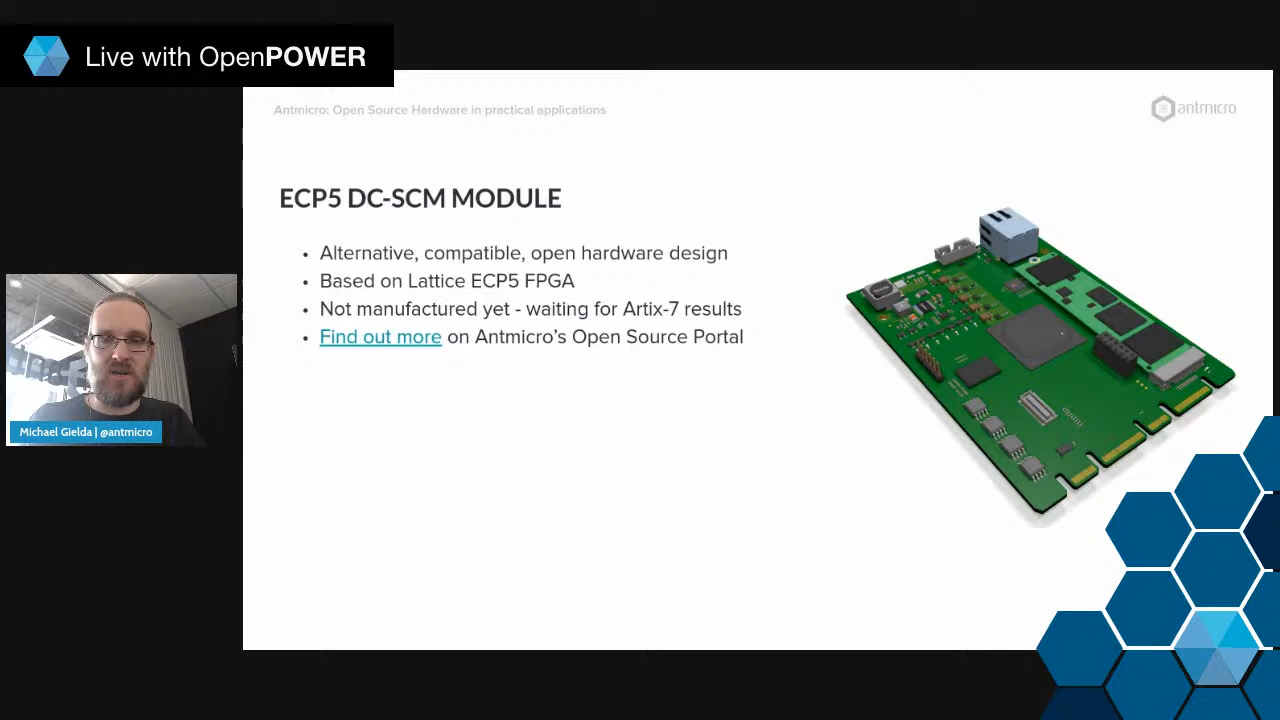 Live with OpenPOWER
Antmicro: Open Source Hardware in practical applications
antmicro
ECP5 DC-SCM MODULE
• Alternative, compatible, open hardware design
• Based on Lattice ECP5 FPGA
• Not manufactured yet - waiting for Artix-7 results
• Find out more on Antmicro's Open Source Portal
Michael Gielda | @antmicro